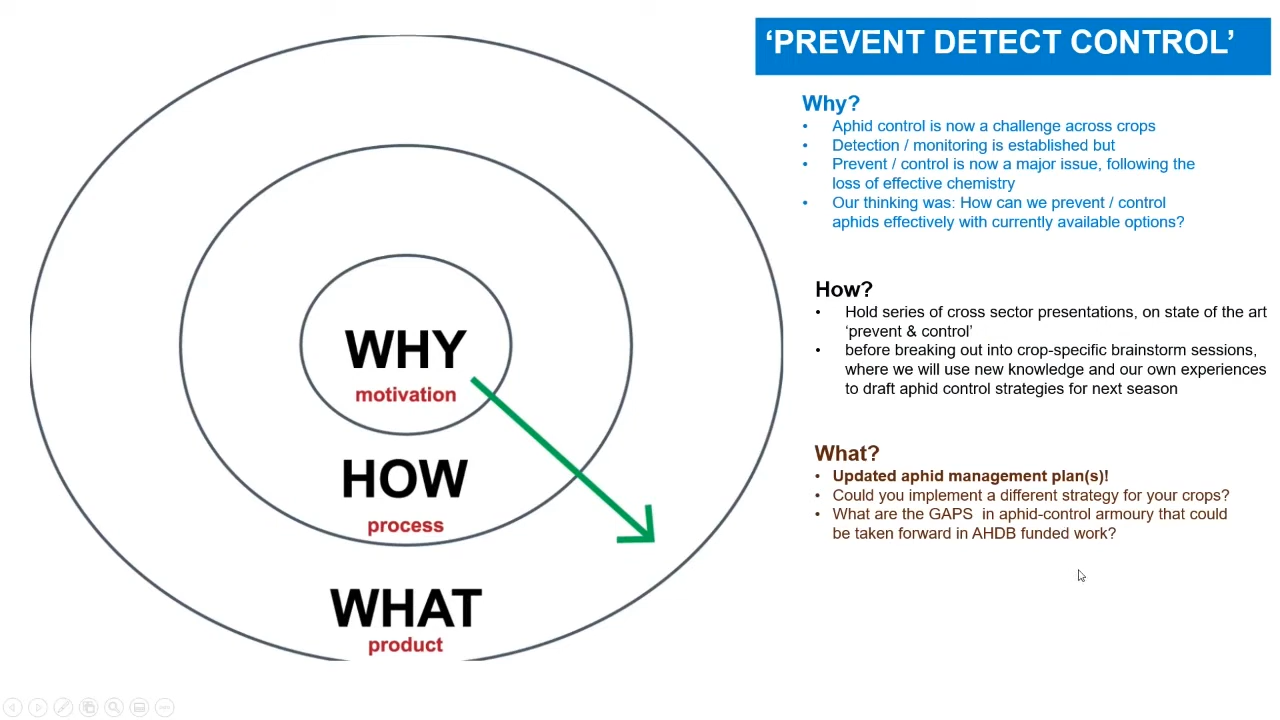 ‘PREVENT DETECT CONTROL’
Why?
• Aphid control is now a challenge across crops
• Detection / monitoring is established but
• Prevent / control is now a major issue, following the
loss of effective chemistry
• Our thinking was: How can we prevent / control
aphids effectively with currently available options?
How?
• Hold series of cross sector presentations, on state of the art
‘prevent & control’
• before breaking out into crop-specific brainstorm sessions,
where we will use new knowledge and our own experiences
to draft aphid control strategies for next season
What?
• Updated aphid management plan(s)!
• Could you implement a different strategy for your crops?
• What are the GAPS in aphid-control armoury that could
be taken forward in AHDB funded work?
WHY
motivation
HOW
process
WHAT
product